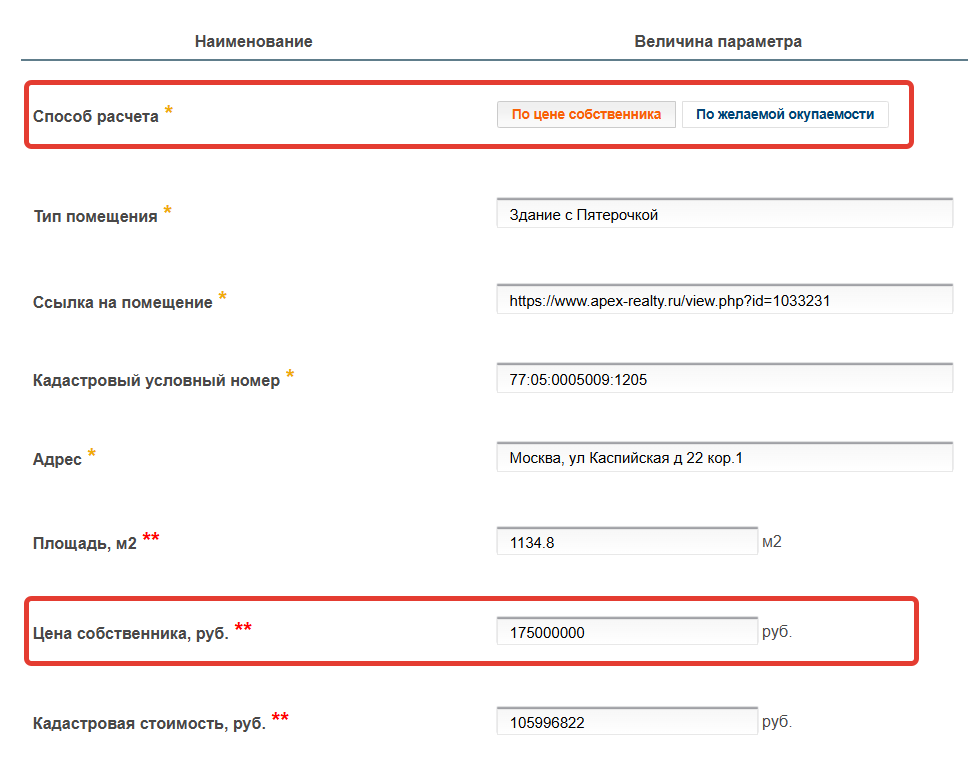 Наименование Величина параметра
Способ расчета * По цене собственника По желаемой окупаемости
Тип помещения * Здание с Пятерочкой
Ссылка на помещение * https://www.apex-realty.ru/view.php?id=1033231
Кадастровый условный номер * 77:05:0005009:1205
Адрес * Москва, ул Каспийская д 22 кор.1
Площадь, м2 ** 1134.8 м2
Цена собственника, руб. ** 175000000 руб.
Кадастровая стоимость, руб. ** 105996822 руб.